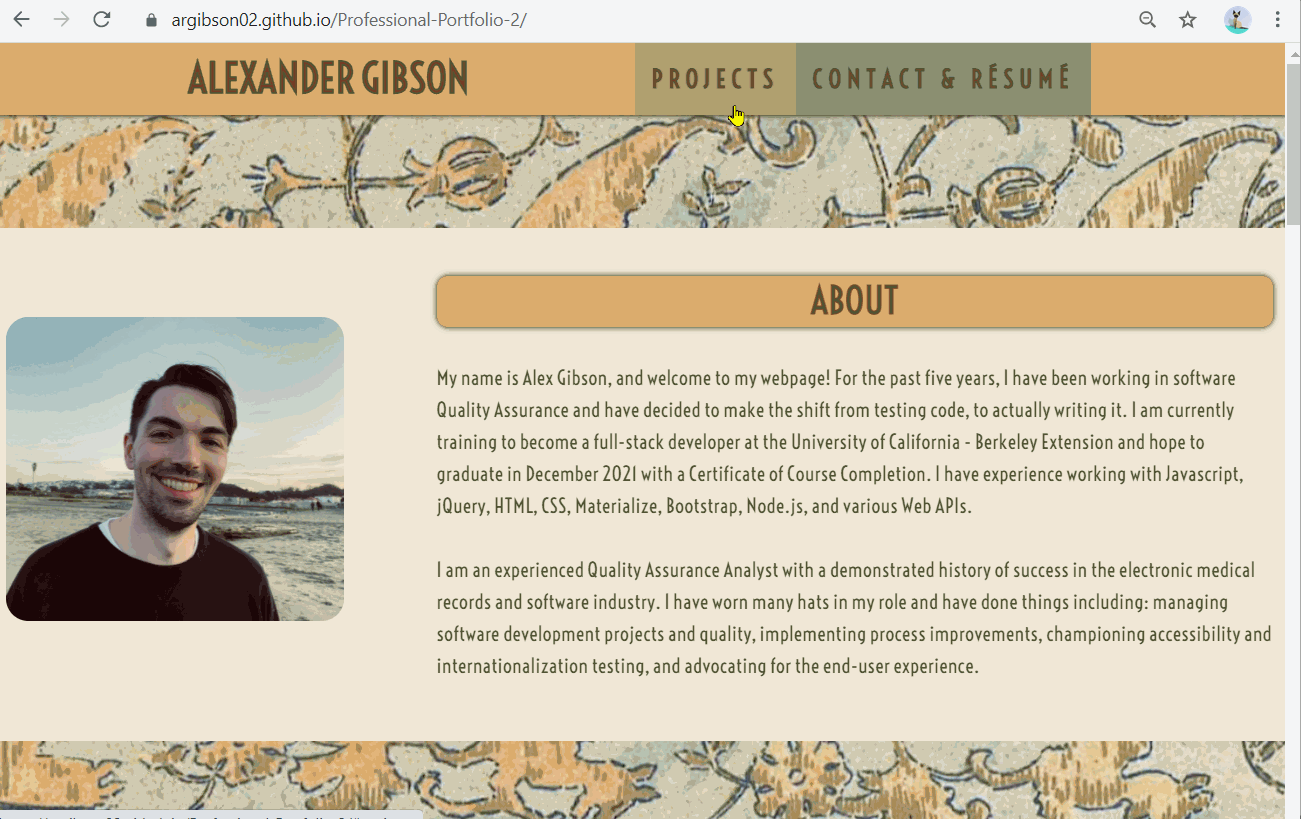 argibson02.github.io/Professional-Portfolio-2/
ALEXANDER GIBSON
PROJECTS
CONTACT & RÉSUMÉ
ABOUT
My name is Alex Gibson, and welcome to my webpage! For the past five years, I have been working in software
Quality Assurance and have decided to make the shift from testing code, to actually writing it. I am currently
training to become a full-stack developer at the University of California - Berkeley Extension and hope to
graduate in December 2021 with a Certificate of Course Completion. I have experience working with Javascript,
jQuery, HTML, CSS, Materialize, Bootstrap, Node.js, and various Web APIs.
I am an experienced Quality Assurance Analyst with a demonstrated history of success in the electronic medical
records and software industry. I have worn many hats in my role and have done things including: managing
software development projects and quality, implementing process improvements, championing accessibility and
internationalization testing, and advocating for the end-user experience.